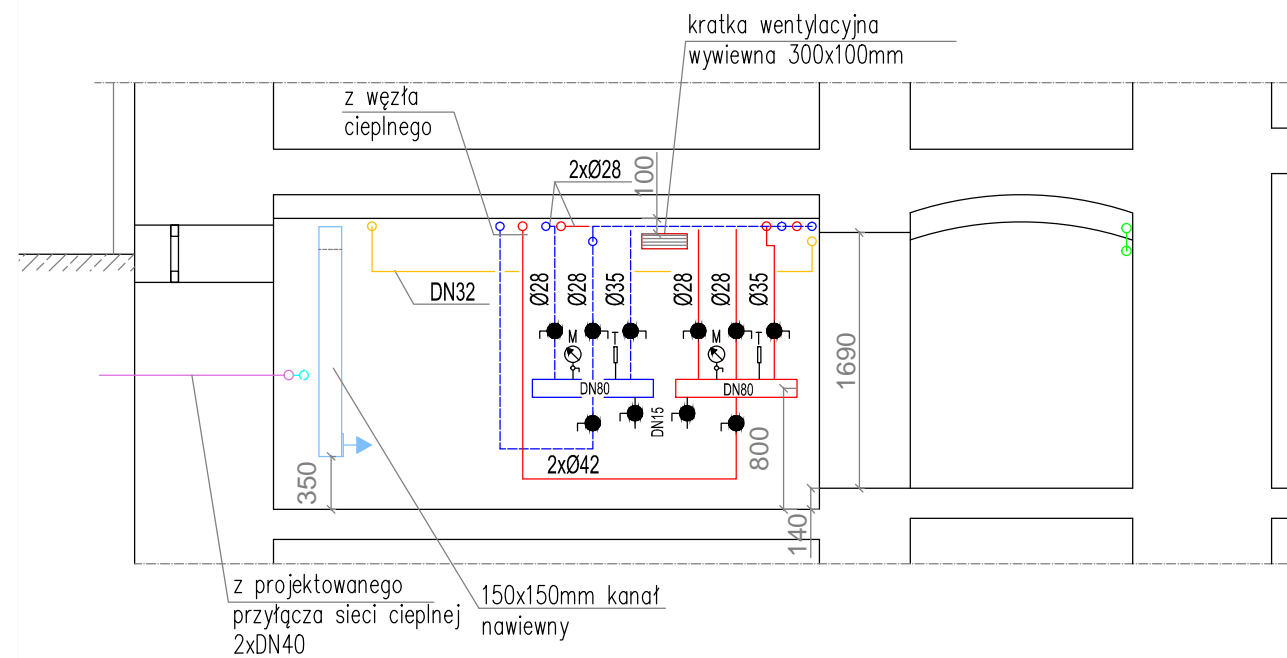 kratka wentylacyjna
wywiewna 300x100mm
z węzła
cieplnego
2xØ28
100
DN32
Ø28
Ø28
Ø35
Ø28
Ø28
Ø35
M
T
M
T
DN80
DN80
DN15
2xØ42
1690
800
350
140
z projektowanego
przyłącza sieci cieplnej
2xDN40
150x150mm kanał
nawiewny